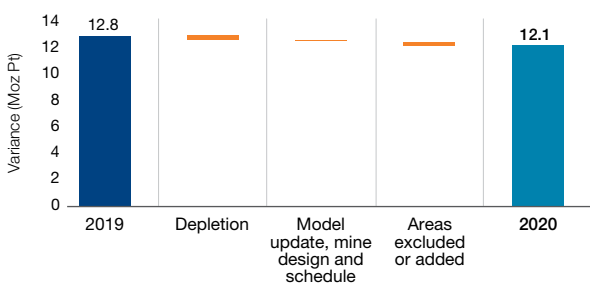 Variance (Moz Pt)
14
12
10
8
6
4
2
0
12.8
12.1
2019
Depletion
Model
update, mine
design and
schedule
Areas
excluded
or added
2020